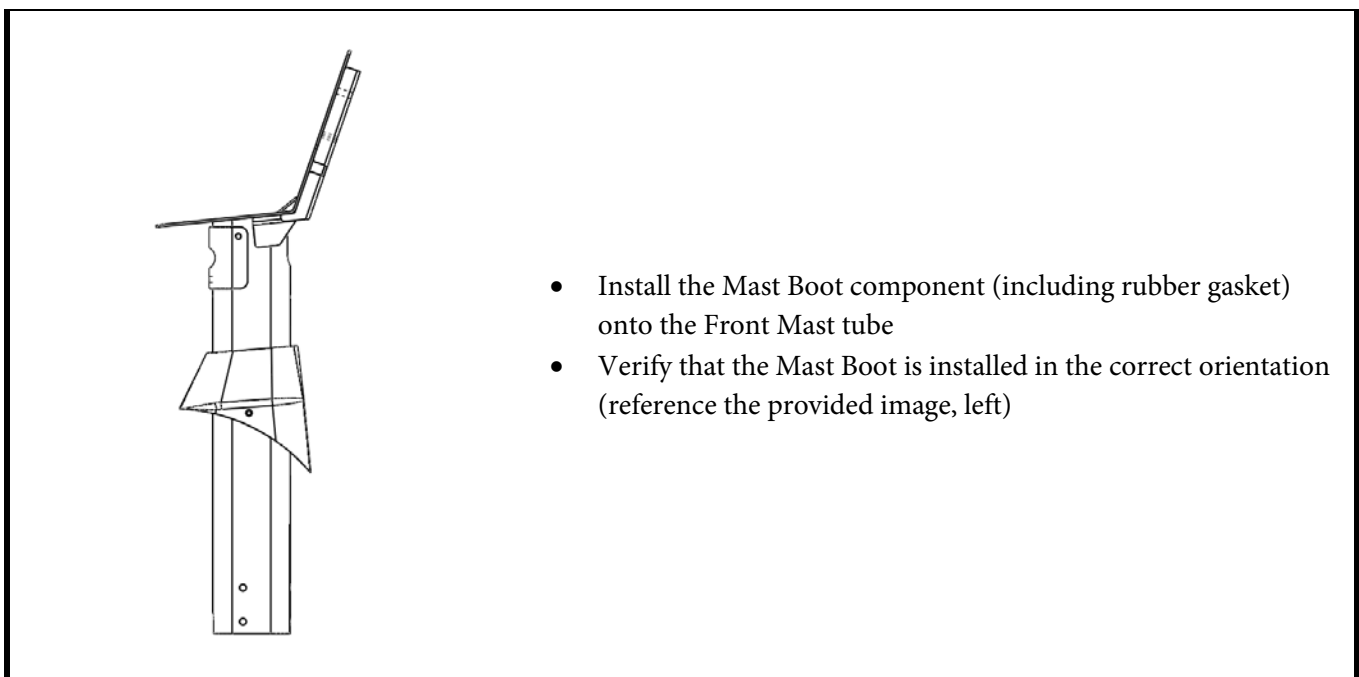 • Install the Mast Boot component (including rubber gasket)
onto the Front Mast tube
• Verify that the Mast Boot is installed in the correct orientation
(reference the provided image, left)